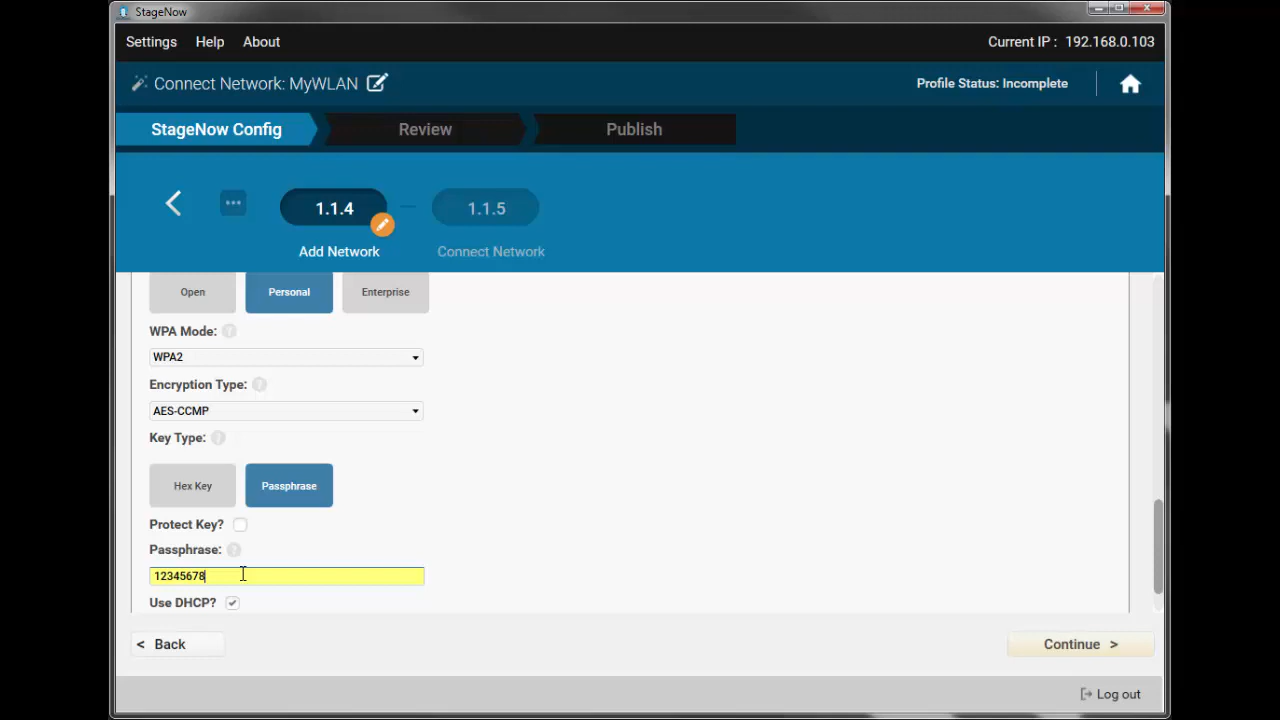 StageNow
Settings Help About Current IP : 192.168.0.103
Connect Network: MyWLAN Profile Status: Incomplete
StageNow Config Review Publish
1.1.4 1.1.5
Add Network Connect Network
Open Personal Enterprise
WPA Mode: ?
WPA2
Encryption Type: ?
AES-CCMP
Key Type: ?
Hex Key Passphrase
Protect Key?
Passphrase: ?
12345678
Use DHCP?
< Back Continue >
Log out